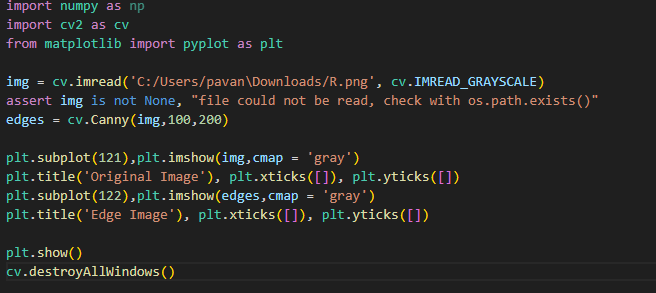 import numpy as np
import cv2 as cv
from matplotlib import pyplot as plt
img = cv.imread('C:/Users/pavan\Downloads/R.png', cv.IMREAD_GRAYSCALE)
assert img is not None, "file could not be read, check with os.path.exists()"
edges = cv.Canny(img,100,200)
plt.subplot(121),plt.imshow(img,cmap = 'gray')
plt.title('Original Image'), plt.xticks([]), plt.yticks([])
plt.subplot(122),plt.imshow(edges,cmap = 'gray')
plt.title('Edge Image'), plt.xticks([]), plt.yticks([])
plt.show()
cv.destroyAllWindows()